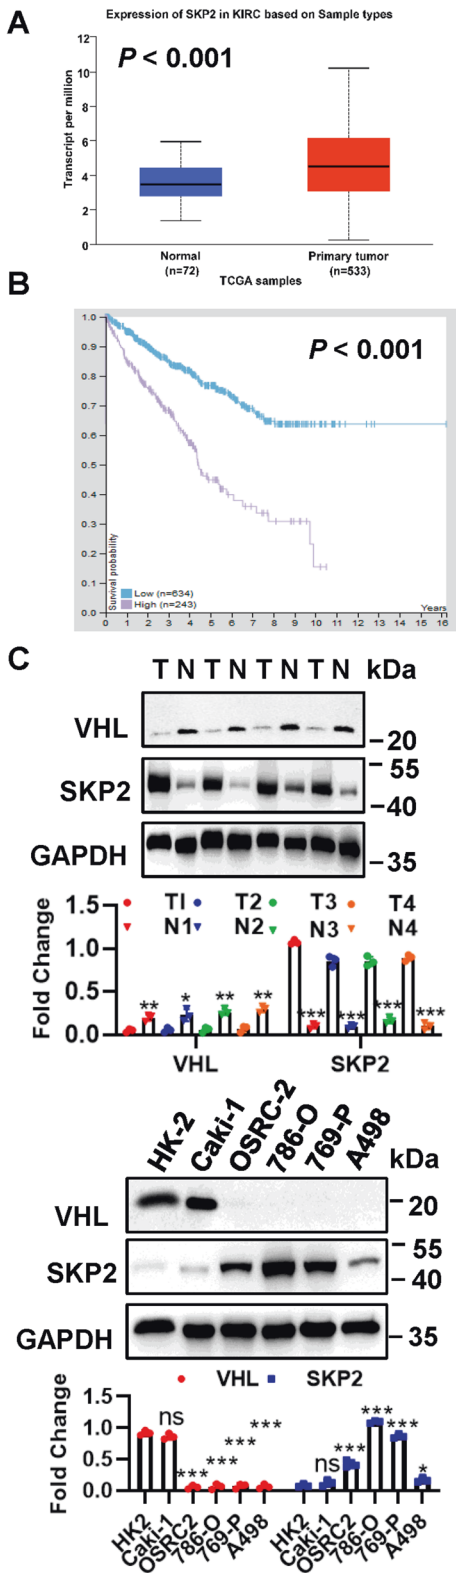 A
Expression of SKP2 in KIRC based on Sample types
P < 0.001
Transcript per million
12
10
8
6
4
2
0
Normal
(n=72)
Primary tumor
(n=533)
TCGA samples
B
P < 0.001
1.0
0.9
0.8
0.7
0.6
0.5
0.4
0.3
0.2
0.1
0.0
Survival probability
Low (n=634)
High (n=243)
Years
0 1 2 3 4 5 6 7 8 9 10 11 12 13 14 15 16
C
T N T N T N T N kDa
VHL
20
SKP2
55
40
GAPDH
35
Fold Change
1.5
1.0
0.5
0.0
T1 T2 T3 T4
N1 N2 N3 N4
** * ** **
*** *** *** ***
VHL SKP2
HK-2 Caki-1 OSRC-2 786-O 769-P A498 kDa
VHL
20
SKP2
55
40
GAPDH
35
VHL SKP2
Fold Change
1.5
1.0
0.5
0.0
ns *** *** *** ***
ns *** *** *** *
HK2 Caki-1 OSRC2 786-O 769-P A498
HK2 Caki-1 OSRC2 786-O 769-P A498